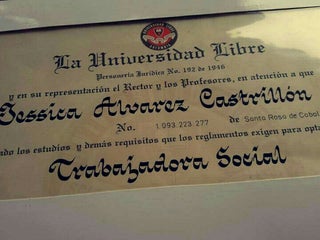 La Universidad Libre
Personería Jurídica No. 192 de 1946
y en su representación el Rector y los Profesores, en atención a que
Jessica Alvarez Castrillón
No. 1 093 223 277 de Santa Rosa de Cabal
ndo los estudios y demás requisitos que los reglamentos exigen para opta
Trabajadora Social